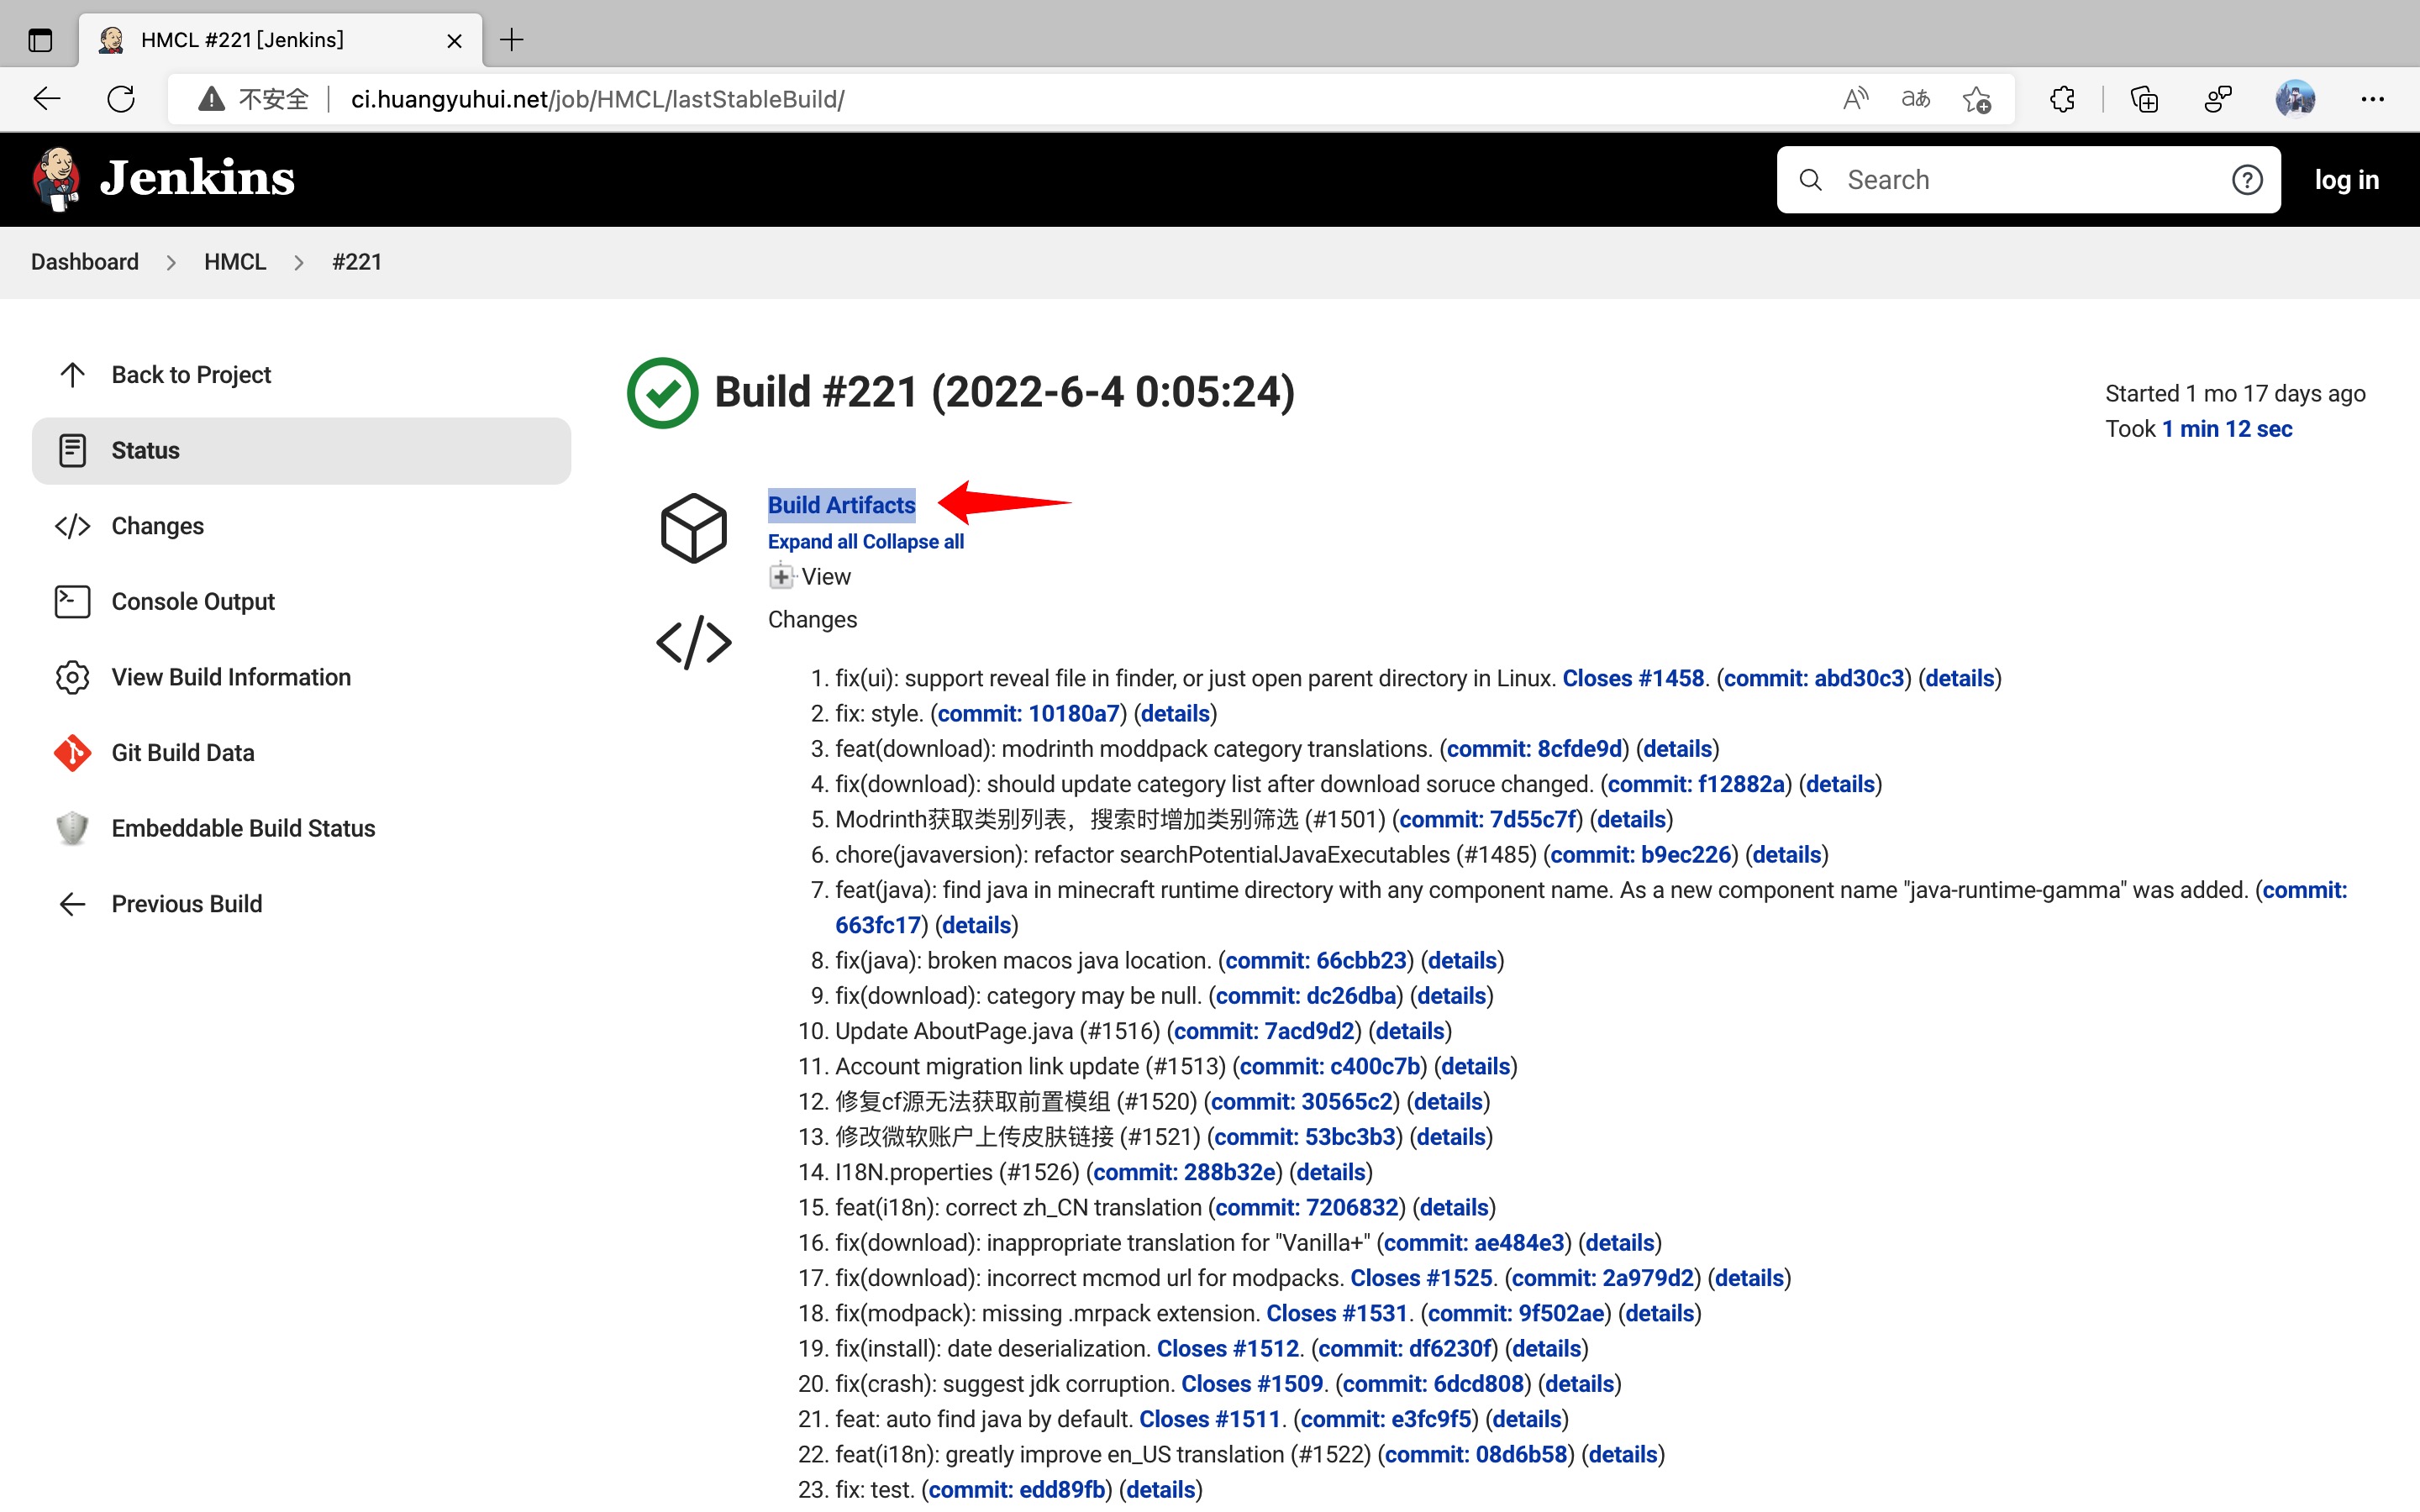 HMCL #221 [Jenkins]
不安全 ci.huangyuhui.net/job/HMCL/lastStableBuild/
Jenkins
Search
log in
Dashboard
HMCL
#221
Back to Project
Status
Changes
Console Output
View Build Information
Git Build Data
Embeddable Build Status
Previous Build
Build #221 (2022-6-4 0:05:24)
Started 1 mo 17 days ago
Took 1 min 12 sec
Build Artifacts
Expand all Collapse all
View
Changes
1. fix(ui): support reveal file in finder, or just open parent directory in Linux. Closes #1458. (commit: abd30c3) (details)
2. fix: style. (commit: 10180a7) (details)
3. feat(download): modrinth moddpack category translations. (commit: 8cfde9d) (details)
4. fix(download): should update category list after download soruce changed. (commit: f12882a) (details)
5. Modrinth获取类别列表，搜索时增加类别筛选 (#1501) (commit: 7d55c7f) (details)
6. chore(javaversion): refactor searchPotentialJavaExecutables (#1485) (commit: b9ec226) (details)
7. feat(java): find java in minecraft runtime directory with any component name. As a new component name "java-runtime-gamma" was added. (commit:
663fc17) (details)
8. fix(java): broken macos java location. (commit: 66cbb23) (details)
9. fix(download): category may be null. (commit: dc26dba) (details)
10. Update AboutPage.java (#1516) (commit: 7acd9d2) (details)
11. Account migration link update (#1513) (commit: c400c7b) (details)
12. 修复cf源无法获取前置模组 (#1520) (commit: 30565c2) (details)
13. 修改微软账户上传皮肤链接 (#1521) (commit: 53bc3b3) (details)
14. I18N.properties (#1526) (commit: 288b32e) (details)
15. feat(i18n): correct zh_CN translation (commit: 7206832) (details)
16. fix(download): inappropriate translation for "Vanilla+" (commit: ae484e3) (details)
17. fix(download): incorrect mcmod url for modpacks. Closes #1525. (commit: 2a979d2) (details)
18. fix(modpack): missing .mrpack extension. Closes #1531. (commit: 9f502ae) (details)
19. fix(install): date deserialization. Closes #1512. (commit: df6230f) (details)
20. fix(crash): suggest jdk corruption. Closes #1509. (commit: 6dcd808) (details)
21. feat: auto find java by default. Closes #1511. (commit: e3fc9f5) (details)
22. feat(i18n): greatly improve en_US translation (#1522) (commit: 08d6b58) (details)
23. fix: test. (commit: edd89fb) (details)